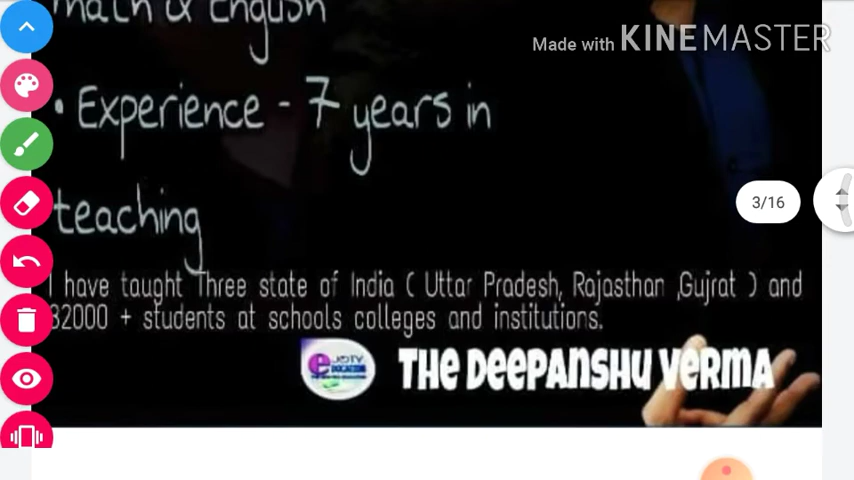 math & English
Made with KINEMASTER
• Experience - 7 years in
teaching
3/16
I have taught Three state of India ( Uttar Pradesh, Rajasthan ,Gujrat ) and
32000 + students at schools colleges and institutions.
THE DEEPANSHU VERMA